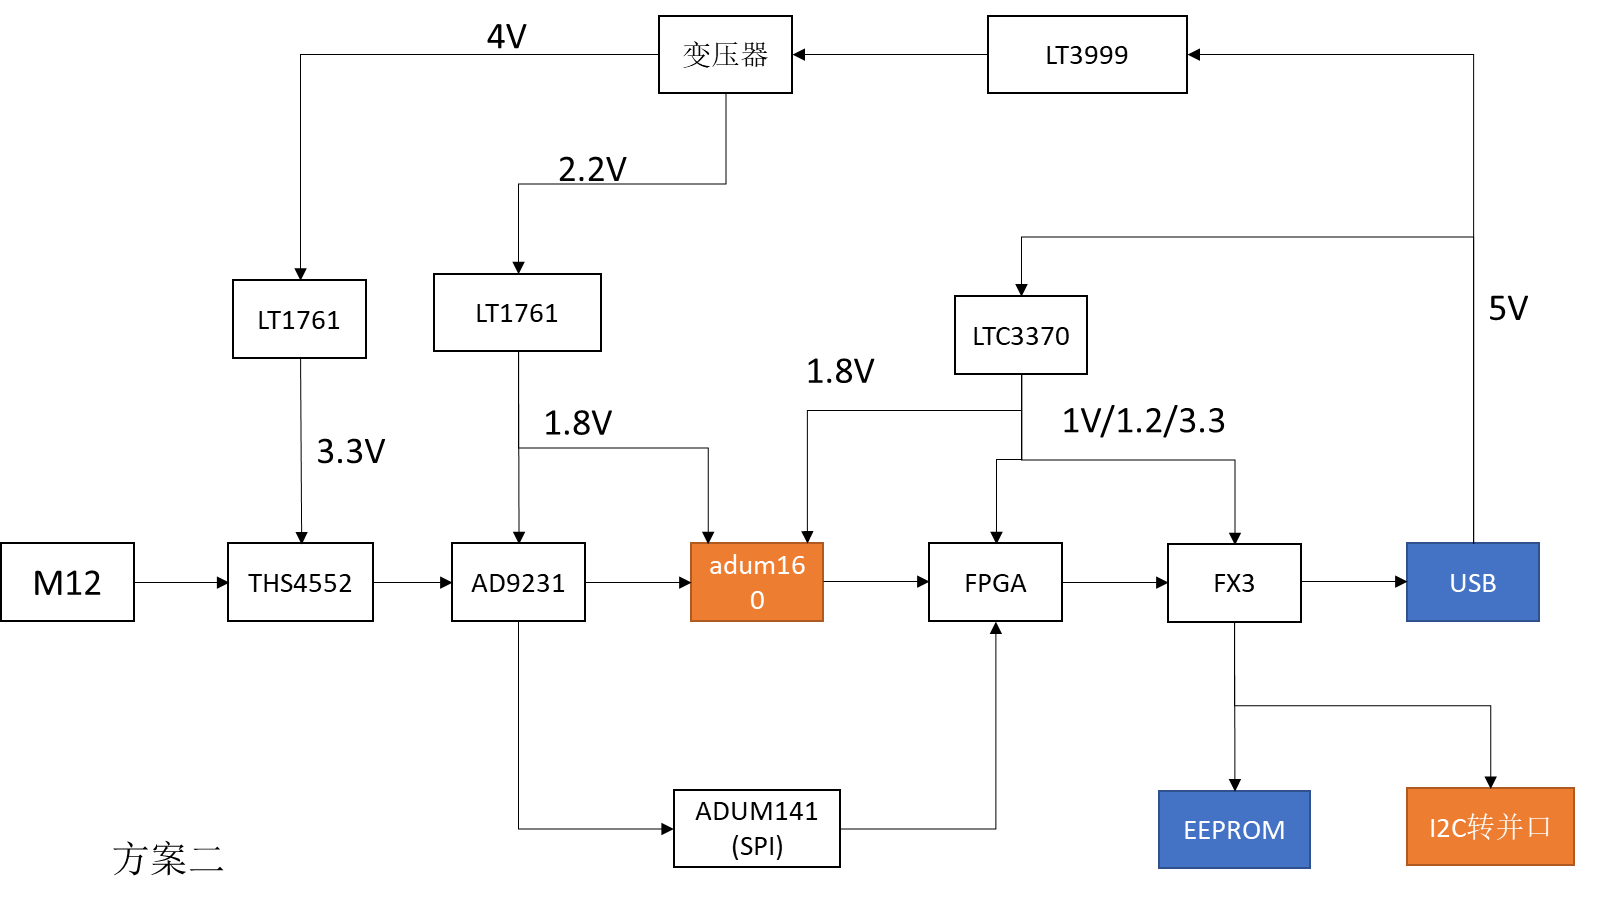 4V
变压器
LT3999
2.2V
LT1761
LT1761
LTC3370
5V
1.8V
1V/1.2/3.3
1.8V
3.3V
M12
THS4552
AD9231
adum16
0
FPGA
FX3
USB
ADUM141
(SPI)
EEPROM
I2C转并口
方案二